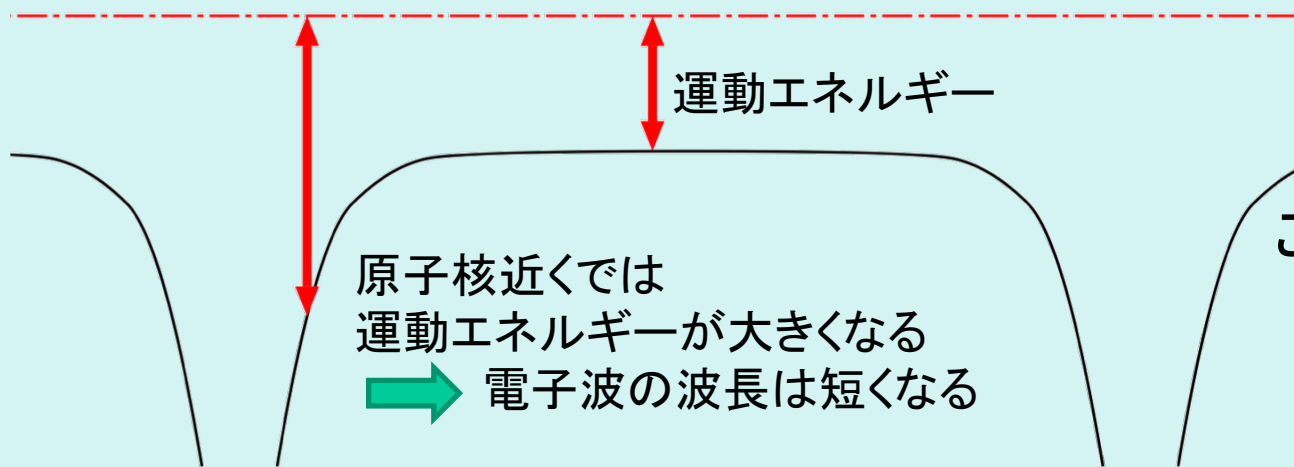 運動エネルギー
原子核近くでは
運動エネルギーが大きくなる
電子波の波長は短くなる